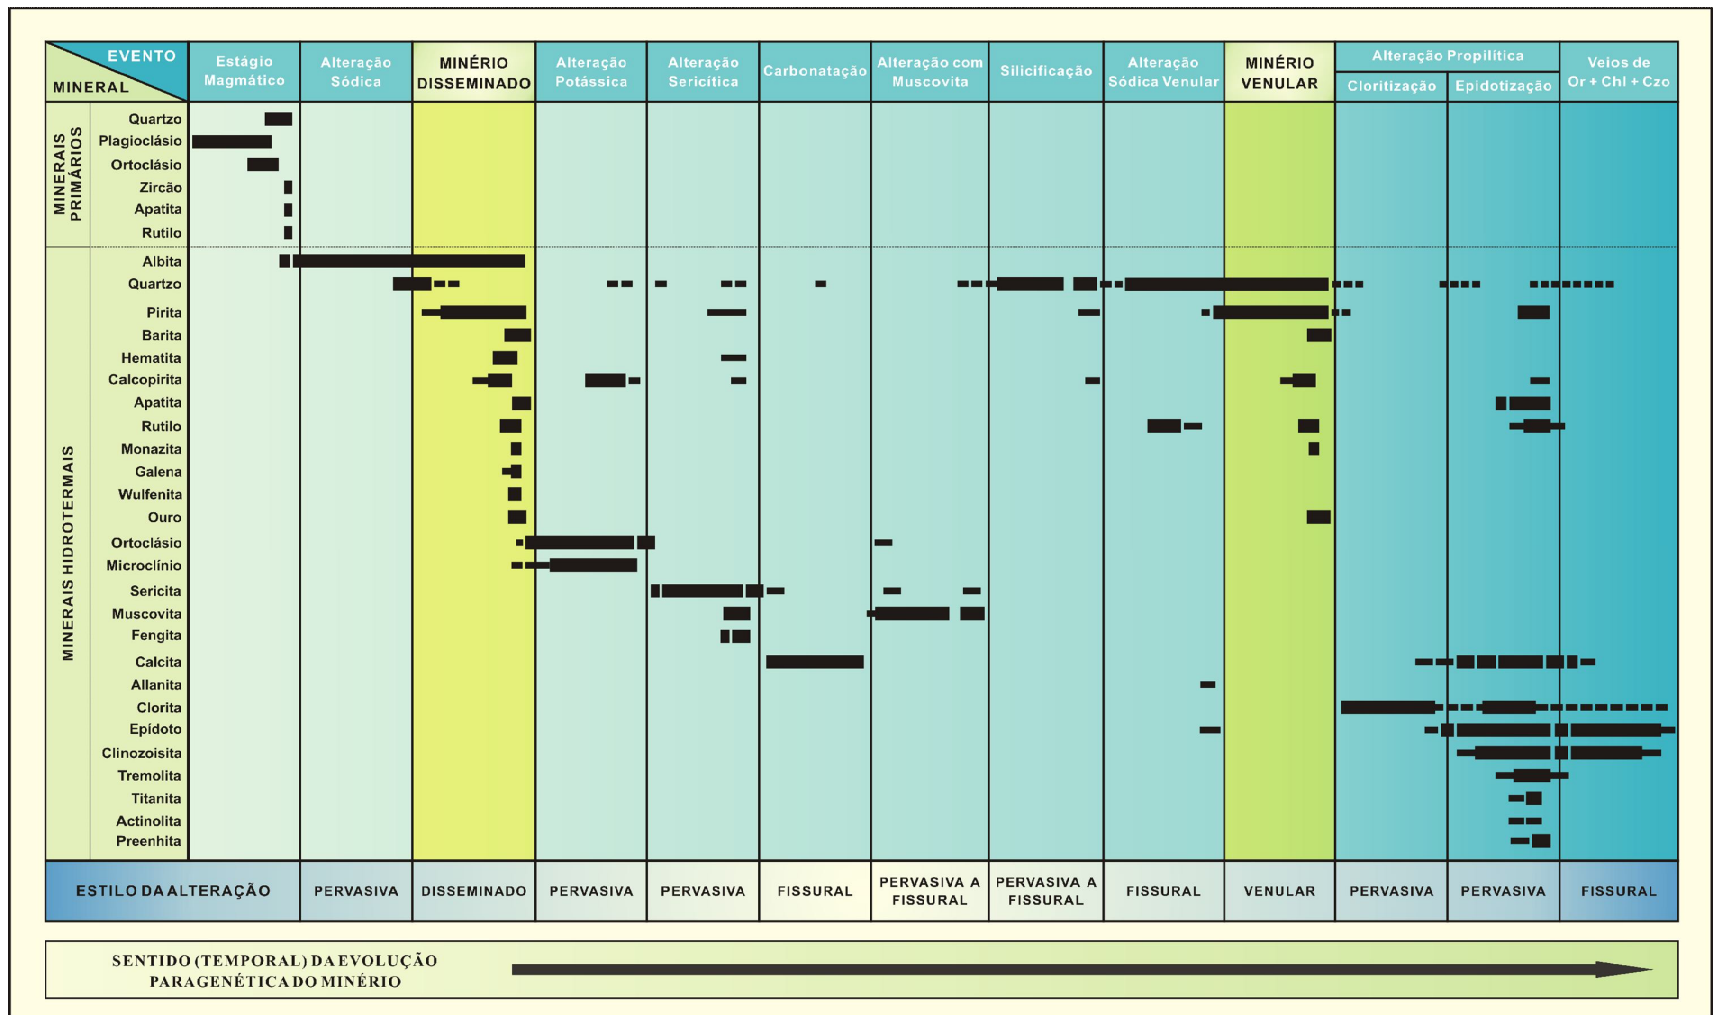 EVENTO
MINERAL
Estágio
Magmático
Alteração
Sódica
MINÉRIO
DISSEMINADO
Alteração
Potássica
Alteração
Sericítica
Carbonatação
Alteração com
Muscovita
Silicificação
Alteração
Sódica Venular
MINÉRIO
VENULAR
Alteração Propilítica
Cloritização
Epidotização
Veios de
Or + Chl + Czo
MINERAIS
PRIMÁRIOS
Quartzo
Plagioclásio
Ortoclásio
Zircão
Apatita
Rutilo
MINERAIS HIDROTERMAIS
Albita
Quartzo
Pirita
Barita
Hematita
Calcopirita
Apatita
Rutilo
Monazita
Galena
Wulfenita
Ouro
Ortoclásio
Microclínio
Sericita
Muscovita
Fengita
Calcita
Allanita
Clorita
Epídoto
Clinozoisita
Tremolita
Titanita
Actinolita
Preenhita
ESTILO DA ALTERAÇÃO
PERVASIVA
DISSEMINADO
PERVASIVA
PERVASIVA
FISSURAL
PERVASIVA A
FISSURAL
PERVASIVA A
FISSURAL
FISSURAL
VENULAR
PERVASIVA
PERVASIVA
FISSURAL
SENTIDO (TEMPORAL) DA EVOLUÇÃO
PARAGENÉTICA DO MINÉRIO